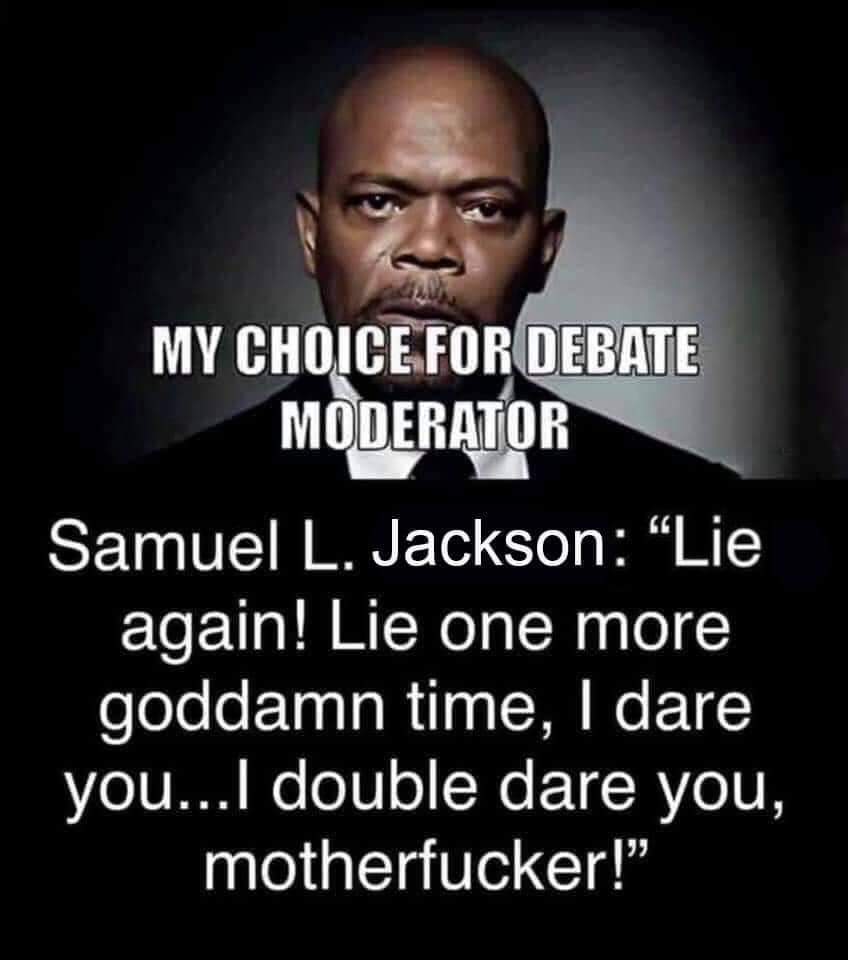 MY CHOICE FOR DEBATE
MODERATOR
Samuel L. Jackson: “Lie
again! Lie one more
goddamn time, I dare
you...I double dare you,
motherfucker!”